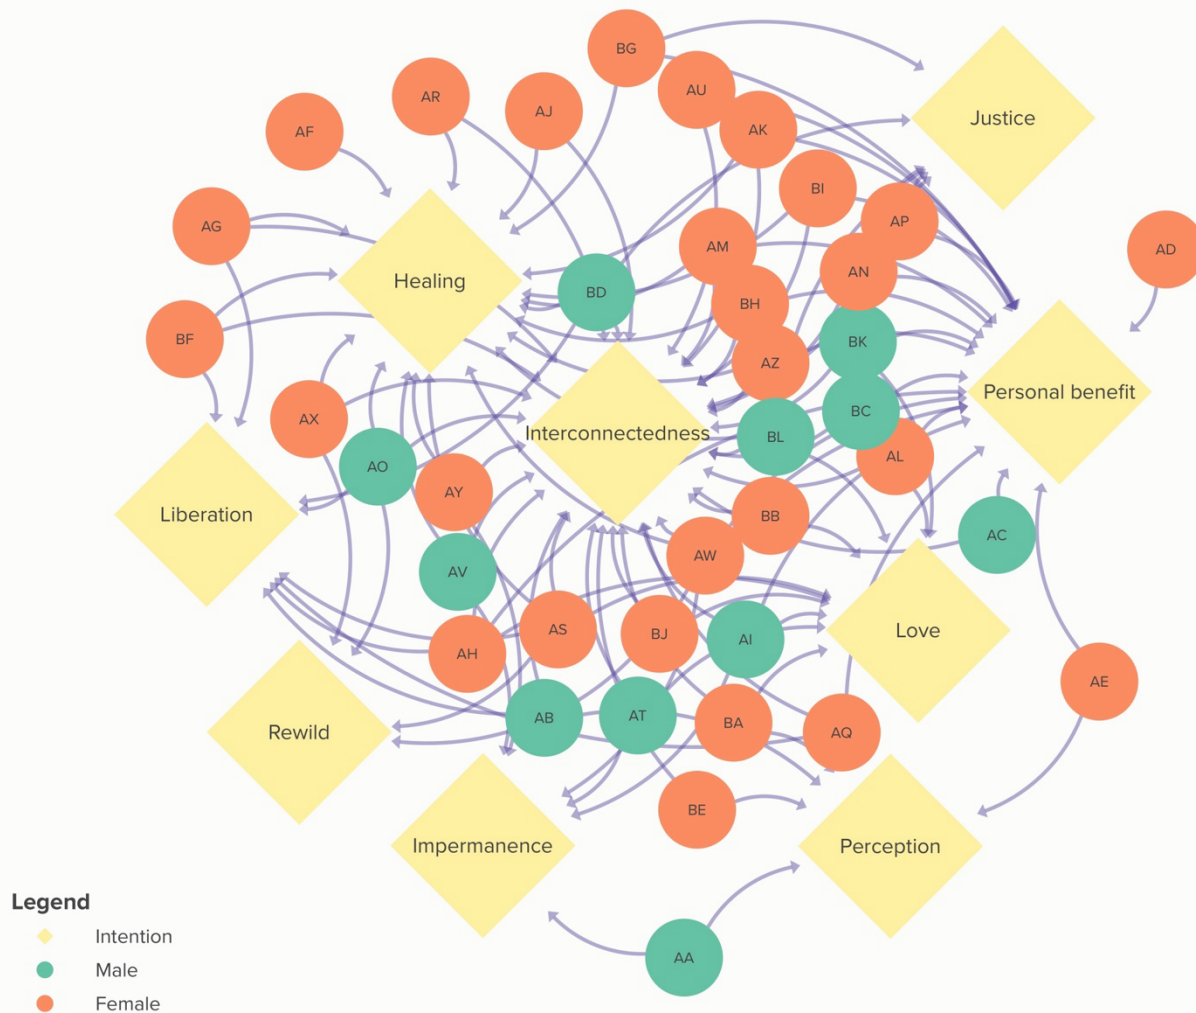 BG
AU
AR
AJ
AK
Justice
AF
BI
AG
AP
AM
AD
Healing
AN
BD
BH
BF
BK
AZ
Personal benefit
BC
AX
Interconnectedness
BL
AL
AO
AY
Liberation
BB
AC
AW
AV
AS
BJ
Love
AI
AH
AE
AB
AT
BA
AQ
Rewild
BE
Impermanence
Perception
Legend
Intention
AA
Male
Female